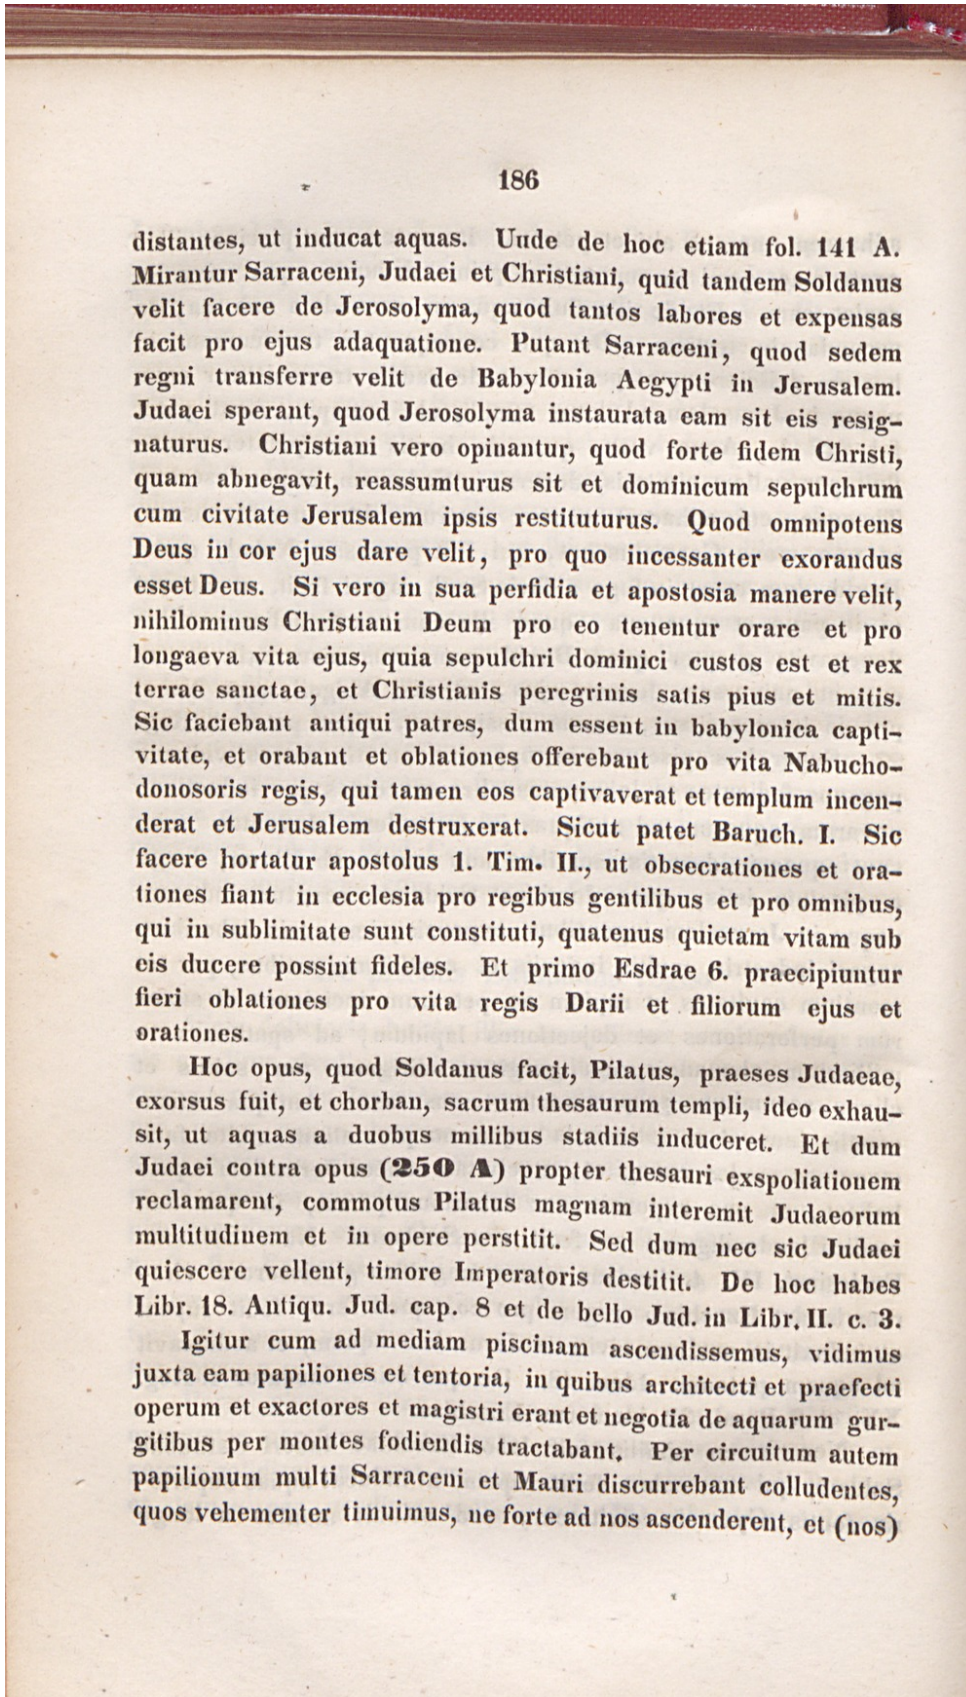 186
distantes, ut inducat aquas. Unde de hoc etiam fol. 141 A.
Mirantur Sarraceni, Judaei et Christiani, quid tandem Soldanus
velit facere de Jerosolyma, quod tantos labores et expensas
facit pro ejus adaquatione. Putant Sarraceni, quod sedem
regni transferre velit de Babylonia Aegypti in Jerusalem.
Judaei sperant, quod Jerosolyma instaurata eam sit eis resig-
naturus. Christiani vero opinantur, quod forte fidem Christi,
quam abnegavit, reassumturus sit et dominicum sepulchrum
cum civitate Jerusalem ipsis restituturus. Quod omnipotens
Deus in cor ejus dare velit, pro quo incessanter exorandus
esset Deus. Si vero in sua perfidia et apostosia manere velit,
nihilominus Christiani Deum pro eo tenentur orare et pro
longaeva vita ejus, quia sepulchri dominici custos est et rex
terrae sanctae, et Christianis peregrinis satis pius et mitis.
Sic faciebant antiqui patres, dum essent in babylonica capti-
vitate, et orabant et oblationes offerebant pro vita Nabucho-
donosoris regis, qui tamen eos captivaverat et templum incen-
derat et Jerusalem destruxerat. Sicut patet Baruch. I. Sic
facere hortatur apostolus 1. Tim. II., ut obsecrationes et ora-
tiones fiant in ecclesia pro regibus gentilibus et pro omnibus,
qui in sublimitate sunt constituti, quatenus quietam vitam sub
eis ducere possint fideles. Et primo Esdrae 6. praecipiuntur
fieri oblationes pro vita regis Darii et filiorum ejus et
orationes.
Hoc opus, quod Soldanus facit, Pilatus, praeses Judaeae,
exorsus fuit, et chorban, sacrum thesaurum templi, ideo exhau-
sit, ut aquas a duobus millibus stadiis induceret. Et dum
Judaei contra opus (250 A) propter thesauri exspoliationem
reclamarent, commotus Pilatus magnam interemit Judaeorum
multitudinem et in opere perstitit. Sed dum nec sic Judaei
quiescere vellent, timore Imperatoris destitit. De hoc habes
Libr. 18. Antiqu. Jud. cap. 8 et de bello Jud. in Libr. II. c. 3.
Igitur cum ad mediam piscinam ascendissemus, vidimus
juxta eam papiliones et tentoria, in quibus architecti et praefecti
operum et exactores et magistri erant et negotia de aquarum gur-
gitibus per montes fodiendis tractabant. Per circuitum autem
papilionum multi Sarraceni et Mauri discurrebant colludentes,
quos vehementer timuimus, ne forte ad nos ascenderent, et (nos)